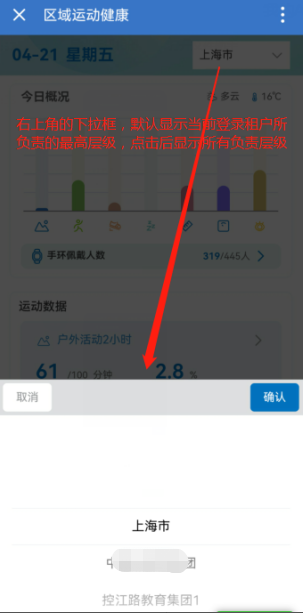 区域运动健康
04-21 星期五
上海市
今日概况
多云
16℃
右上角的下拉框，默认显示当前登录租户所
负责的最高层级，点击后显示所有负责层级
手环佩戴人数
319/445人
运动数据
户外活动2小时
61 /100 分钟
2.8 %
取消
确认
上海市
团
控江路教育集团1